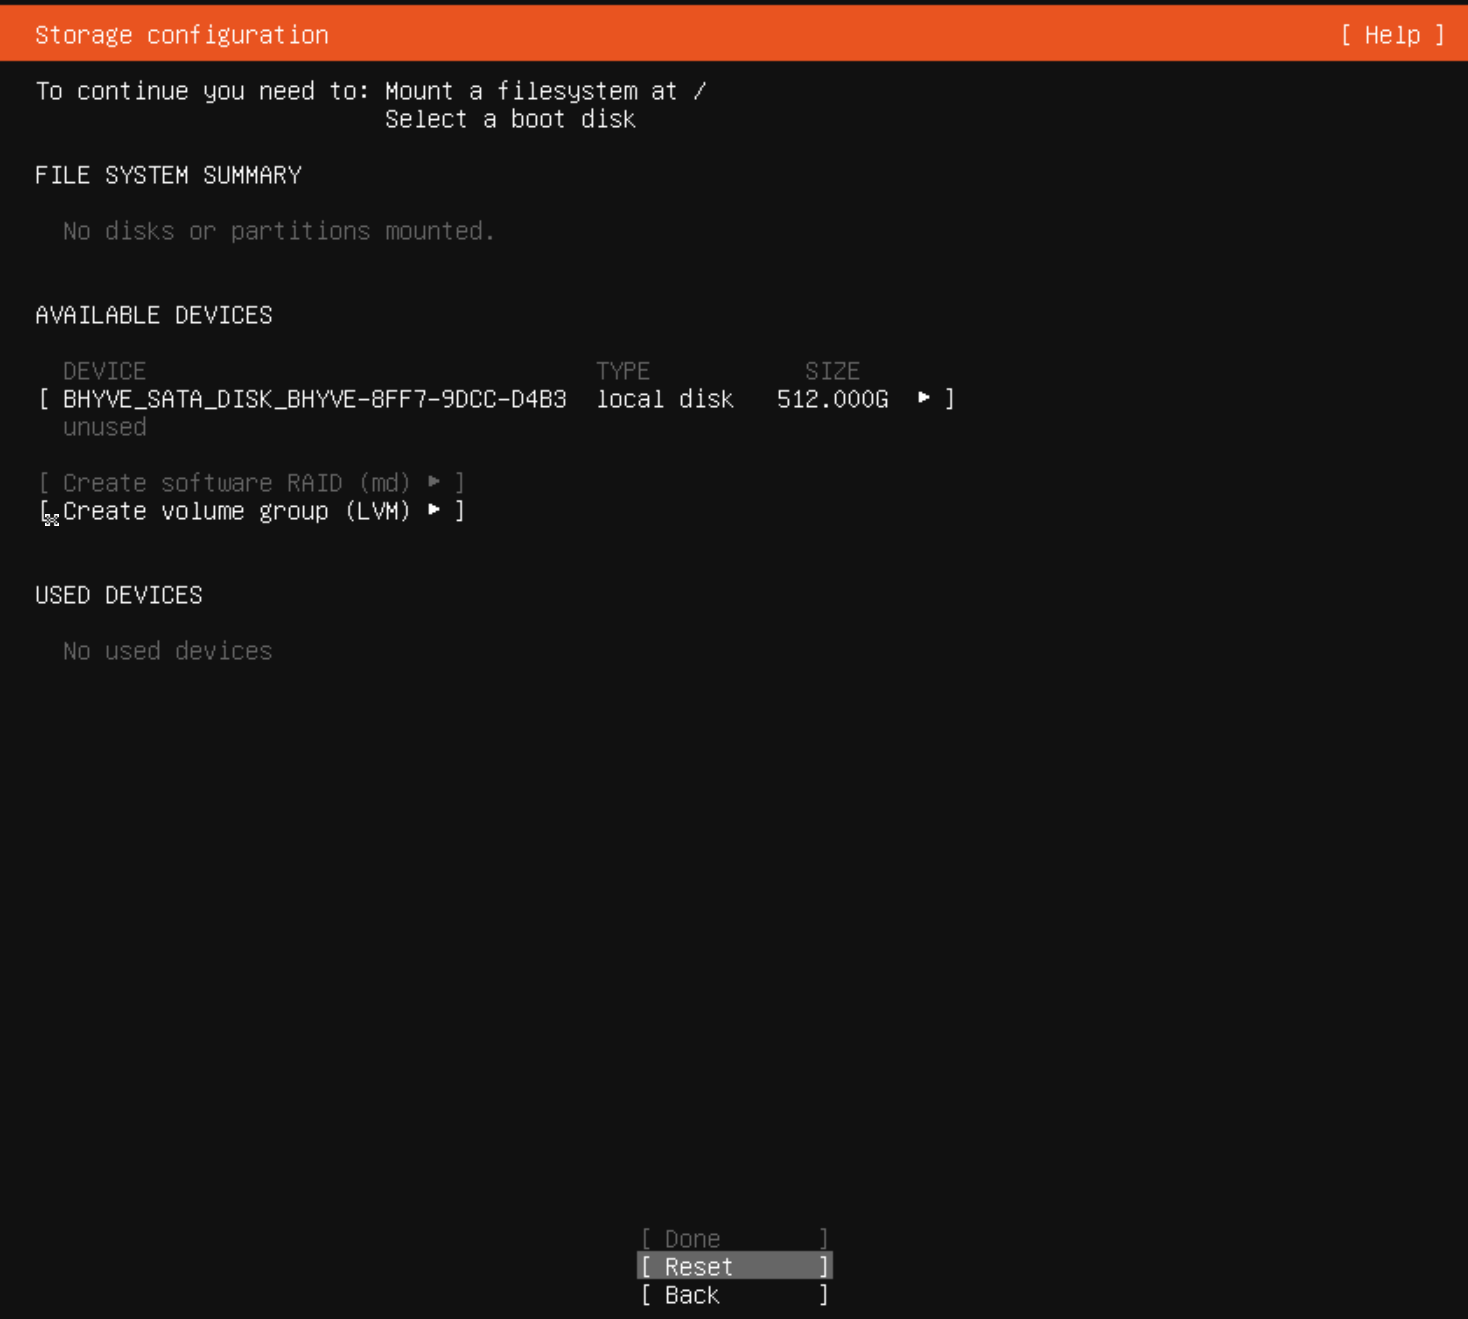 Storage configuration [ Help ]
To continue you need to: Mount a filesystem at /
Select a boot disk
FILE SYSTEM SUMMARY
No disks or partitions mounted.
AVAILABLE DEVICES
DEVICE TYPE SIZE
[ BHYVE_SATA_DISK_BHYVE-8FF7-9DCC-D4B3 local disk 512.000G ▸ ]
unused
[ Create software RAID (md) ▸ ]
[ Create volume group (LVM) ▸ ]
USED DEVICES
No used devices
[ Done ]
[ Reset ]
[ Back ]